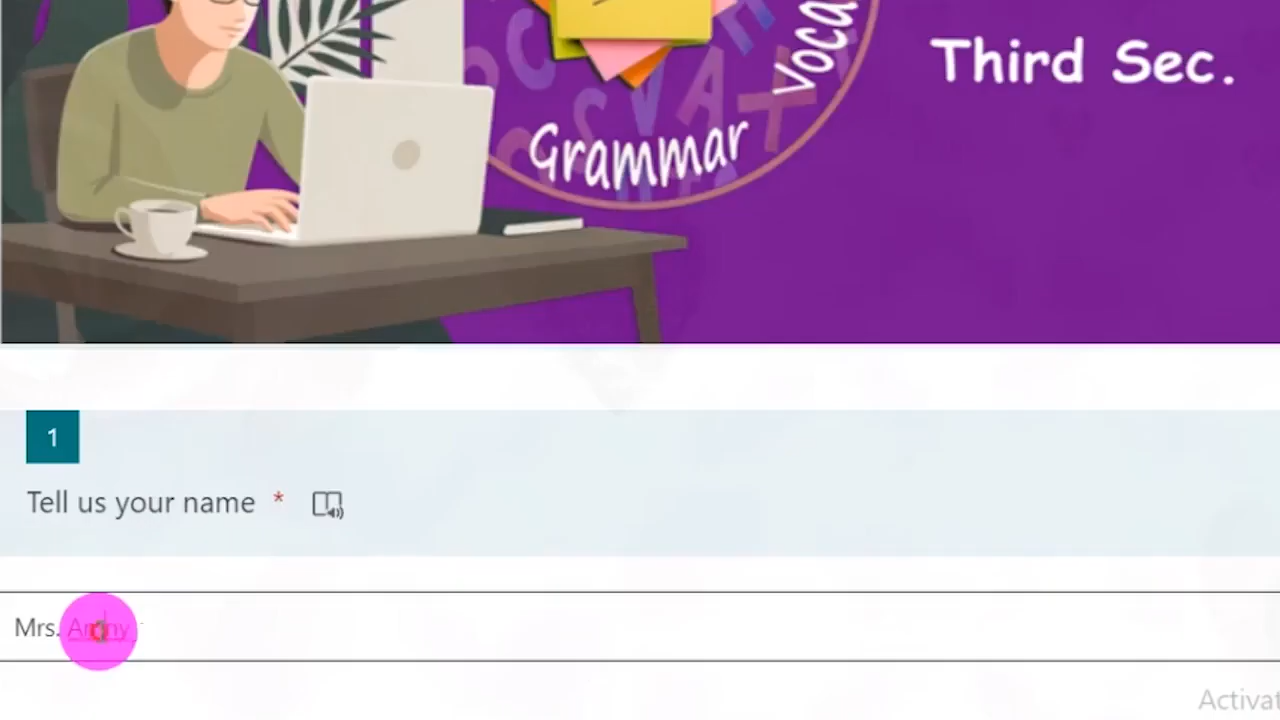 Voca
Third Sec.
Grammar
1
Tell us your name *
Mrs.
Activat